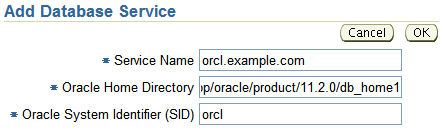 Add Database Service
Cancel OK
* Service Name orcl.example.com
* Oracle Home Directory p/oracle/product/11.2.0/db_home1
* Oracle System Identifier (SID) orcl